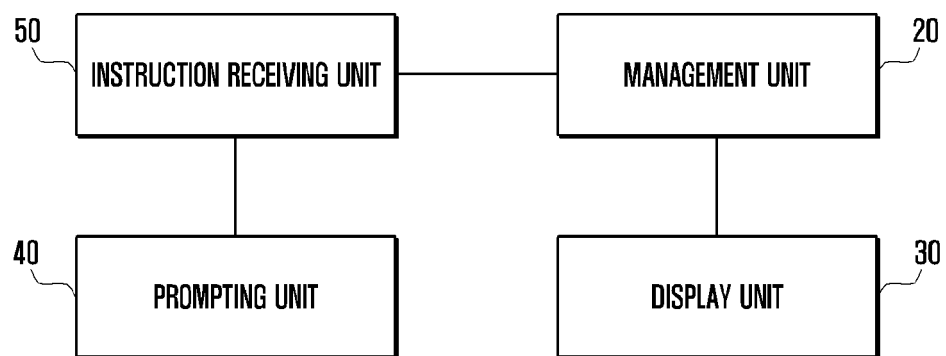 50
INSTRUCTION RECEIVING UNIT
MANAGEMENT UNIT
20
40
PROMPTING UNIT
DISPLAY UNIT
30